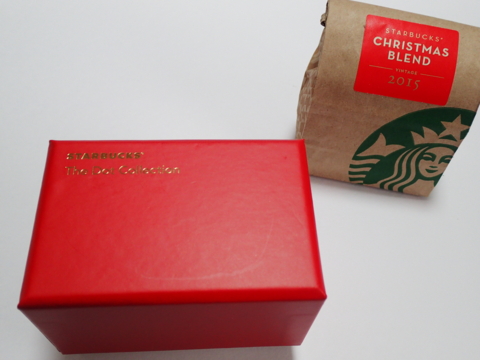 STARBUCKS®
CHRISTMAS
BLEND
VINTAGE
2015
STARBUCKS®
The Dot Collection